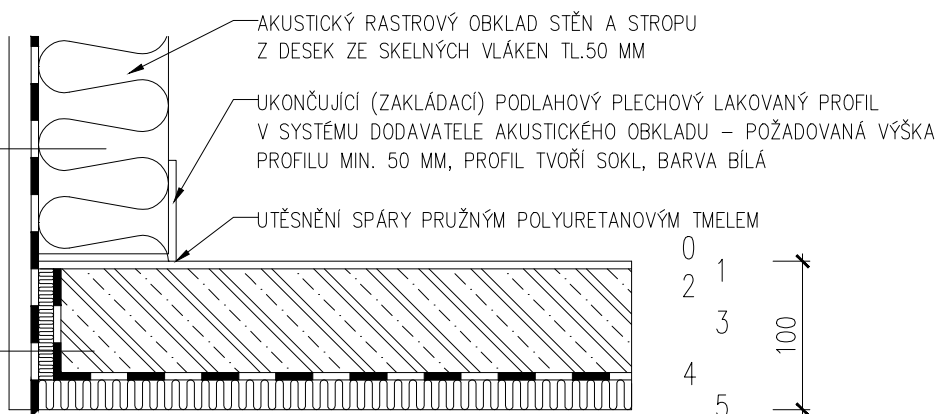 AKUSTICKÝ RASTROVÝ OBKLAD STĚN A STROPU
Z DESEK ZE SKELNÝCH VLÁKEN TL.50 MM
UKONČUJÍCÍ (ZAKLÁDACÍ) PODLAHOVÝ PLECHOVÝ LAKOVANÝ PROFIL
V SYSTÉMU DODAVATELE AKUSTICKÉHO OBKLADU – POŽADOVANÁ VÝŠKA
PROFILU MIN. 50 MM, PROFIL TVOŘÍ SOKL, BARVA BÍLÁ
UTĚSNĚNÍ SPÁRY PRUŽNÝM POLYURETANOVÝM TMELEM
0
1
2
3
4
5
100